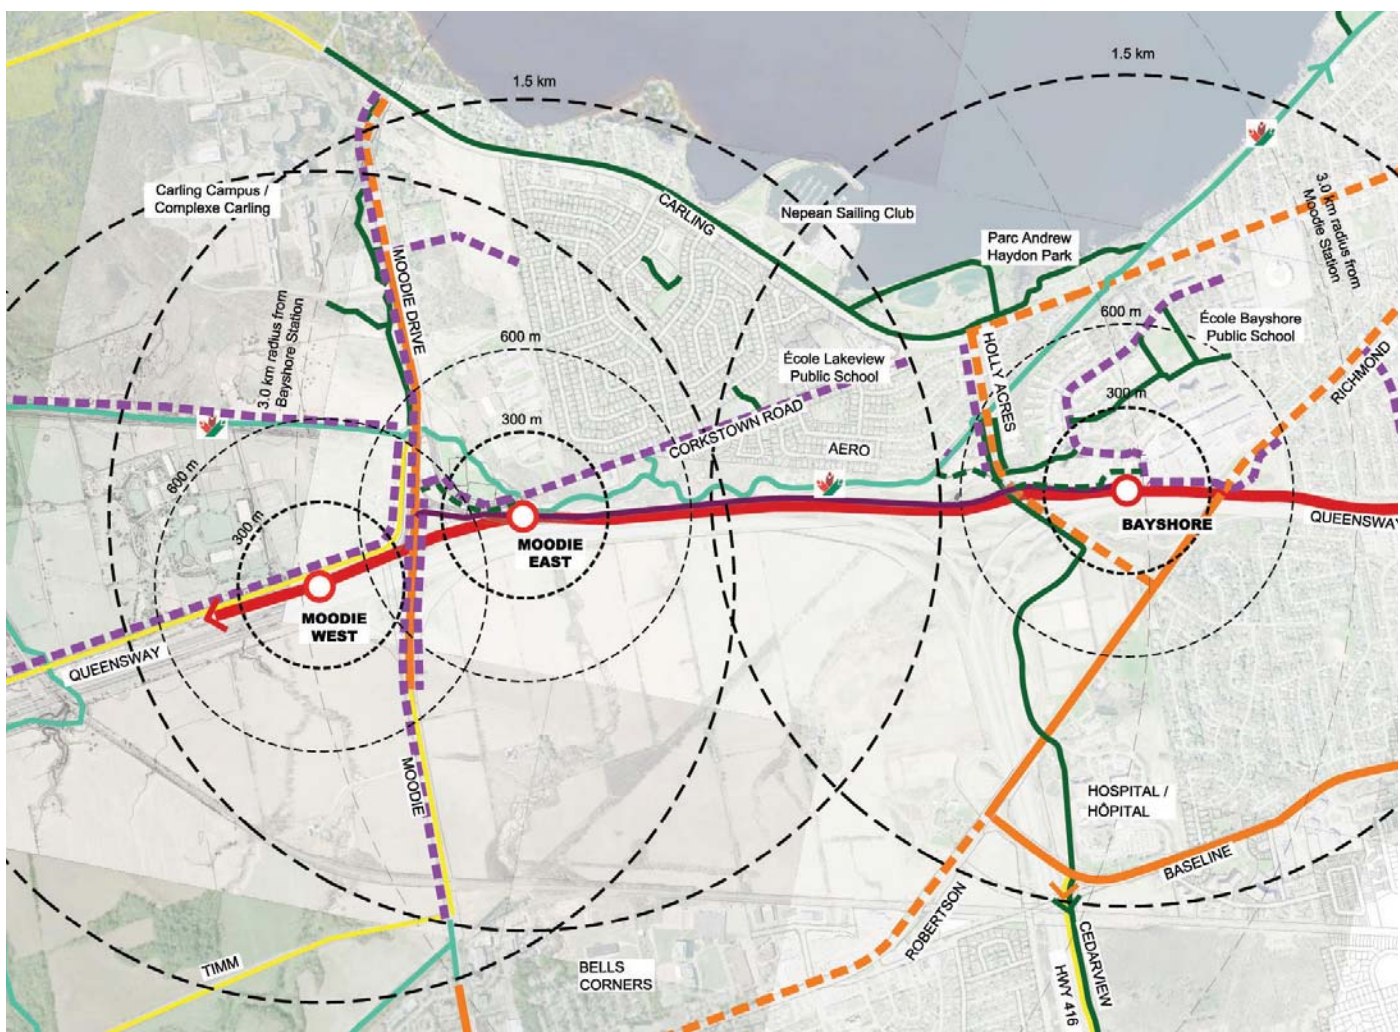 1.5 km
1.5 km
Carling Campus /
Complexe Carling
CARLING
Nepean Sailing Club
Parc Andrew
Haydon Park
3.0 km radius from
Moodie Station
MOODIE DRIVE
3.0 km radius from
Bayshore Station
600 m
600 m
École Bayshore
Public School
École Lakeview
Public School
HOLLY ACRES
RICHMOND
300 m
300 m
CORKSTOWN ROAD
AERO
600 m
300 m
MOODIE
EAST
BAYSHORE
QUEENSWAY
MOODIE
WEST
QUEENSWAY
MOODIE
HOSPITAL /
HÔPITAL
BASELINE
ROBERTSON
TIMM
BELLS
CORNERS
CEDARVIEW
HWY 416